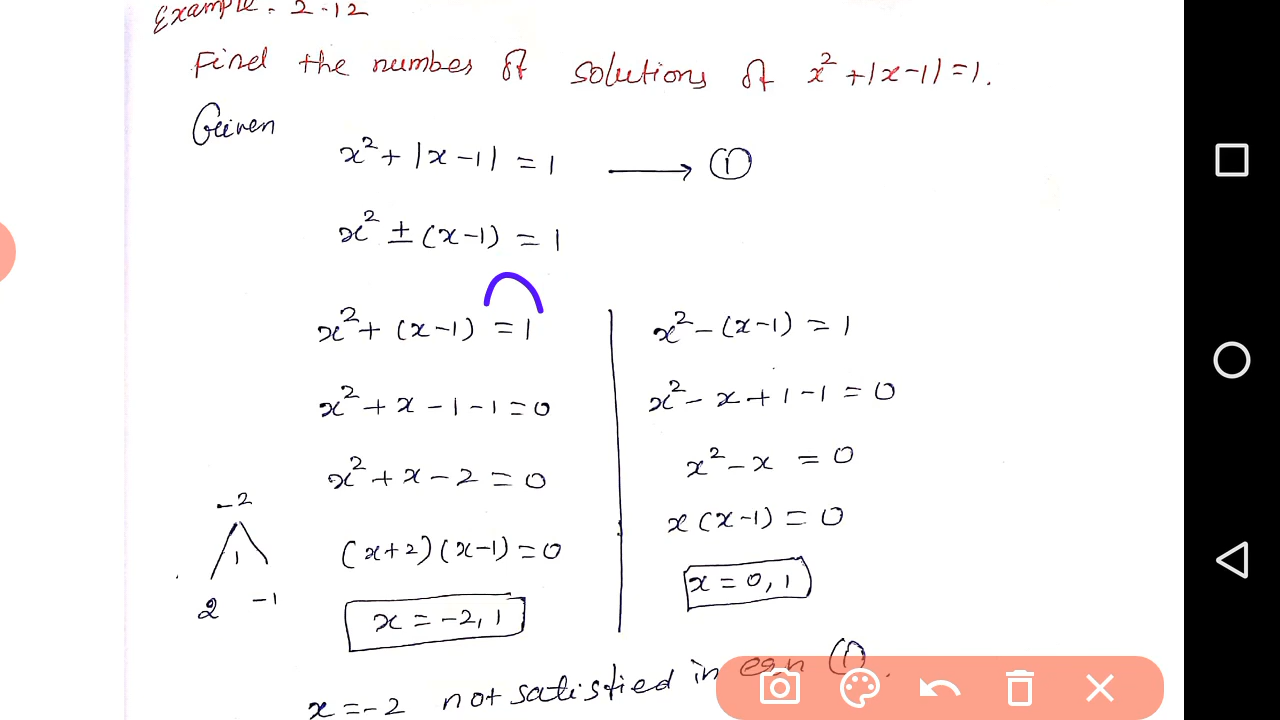 Example: 2.12
Find the number of solutions of x² + |x-1| = 1.
Given
x² + |x-1| = 1 ⟶ ①
x² ± (x-1) = 1
x² + (x-1) = 1
x² + x - 1 - 1 = 0
x² + x - 2 = 0
-2
1
2 -1
(x+2)(x-1) = 0
x = -2, 1
x² - (x-1) = 1
x² - x + 1 - 1 = 0
x² - x = 0
x(x-1) = 0
x = 0, 1
x = -2 not satisfied in eqn ①.